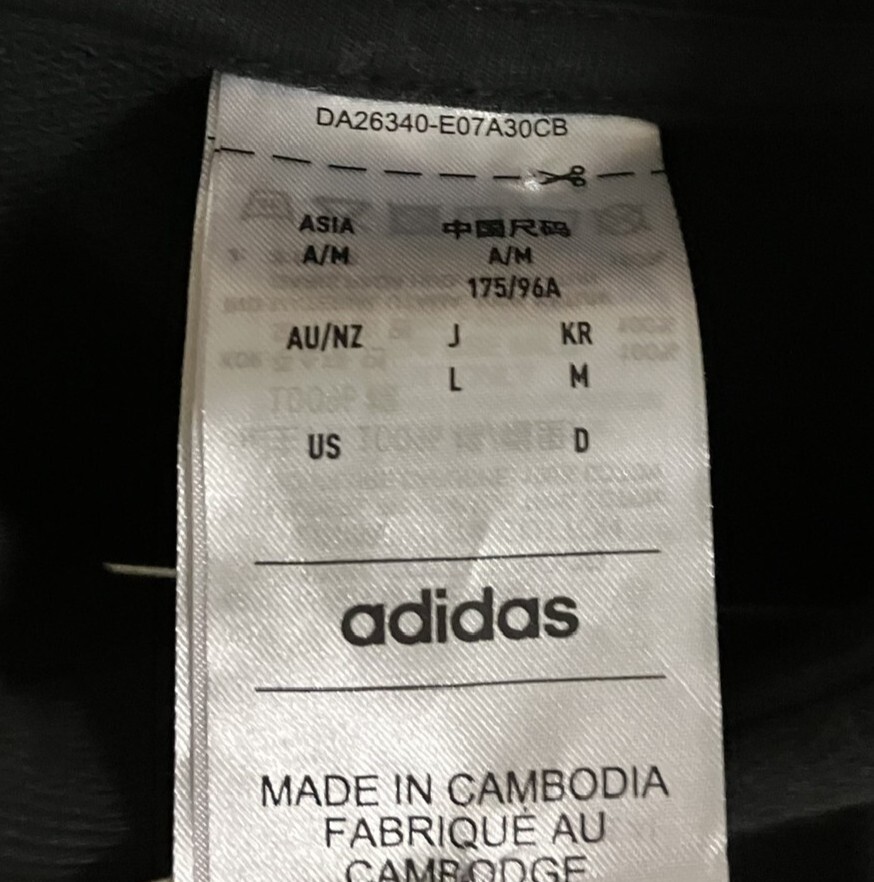 DA26340-E07A30CB
ASIA 中国尺码
A/M A/M
175/96A
AU/NZ J KR
L M
US D
adidas
MADE IN CAMBODIA
FABRIQUÉ AU
CAMBODGE